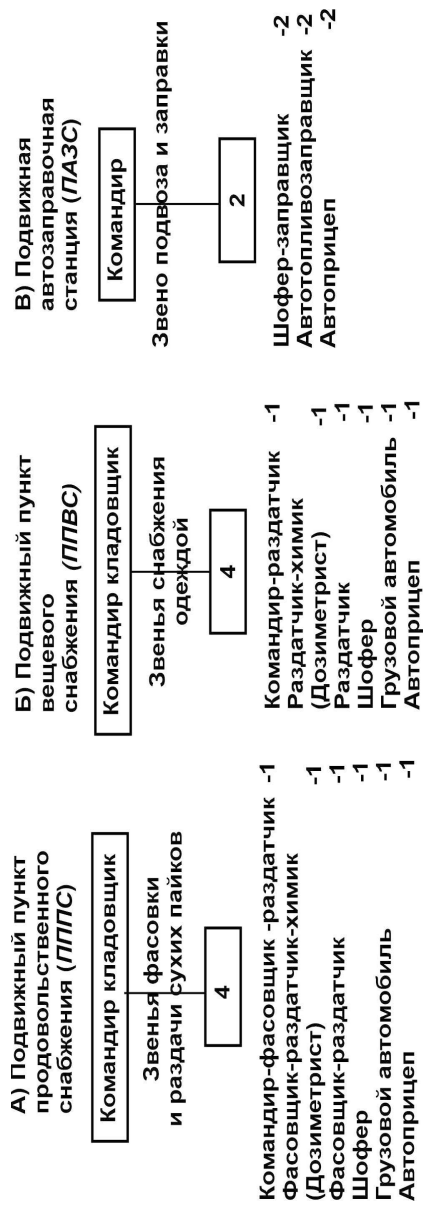 А) Подвижный пункт
продовольственного
снабжения (ПППС)
Командир кладовщик
Звенья фасовки
и раздачи сухих пайков
4
Командир-фасовщик -раздатчик -1
Фасовщик-раздатчик-химик
(Дозиметрист) -1
Фасовщик-раздатчик -1
Шофер -1
Грузовой автомобиль -1
Автоприцеп -1
Б) Подвижный пункт
вещевого
снабжения (ППВС)
Командир кладовщик
Звенья снабжения
одеждой
4
Командир-раздатчик -1
Раздатчик-химик
(Дозиметрист) -1
Раздатчик -1
Шофер -1
Грузовой автомобиль -1
Автоприцеп -1
В) Подвижная
автозаправочная
станция (ПАЗС)
Командир
Звено подвоза и заправки
2
Шофер-заправщик -2
Автотопливозаправщик -2
Автоприцеп -2